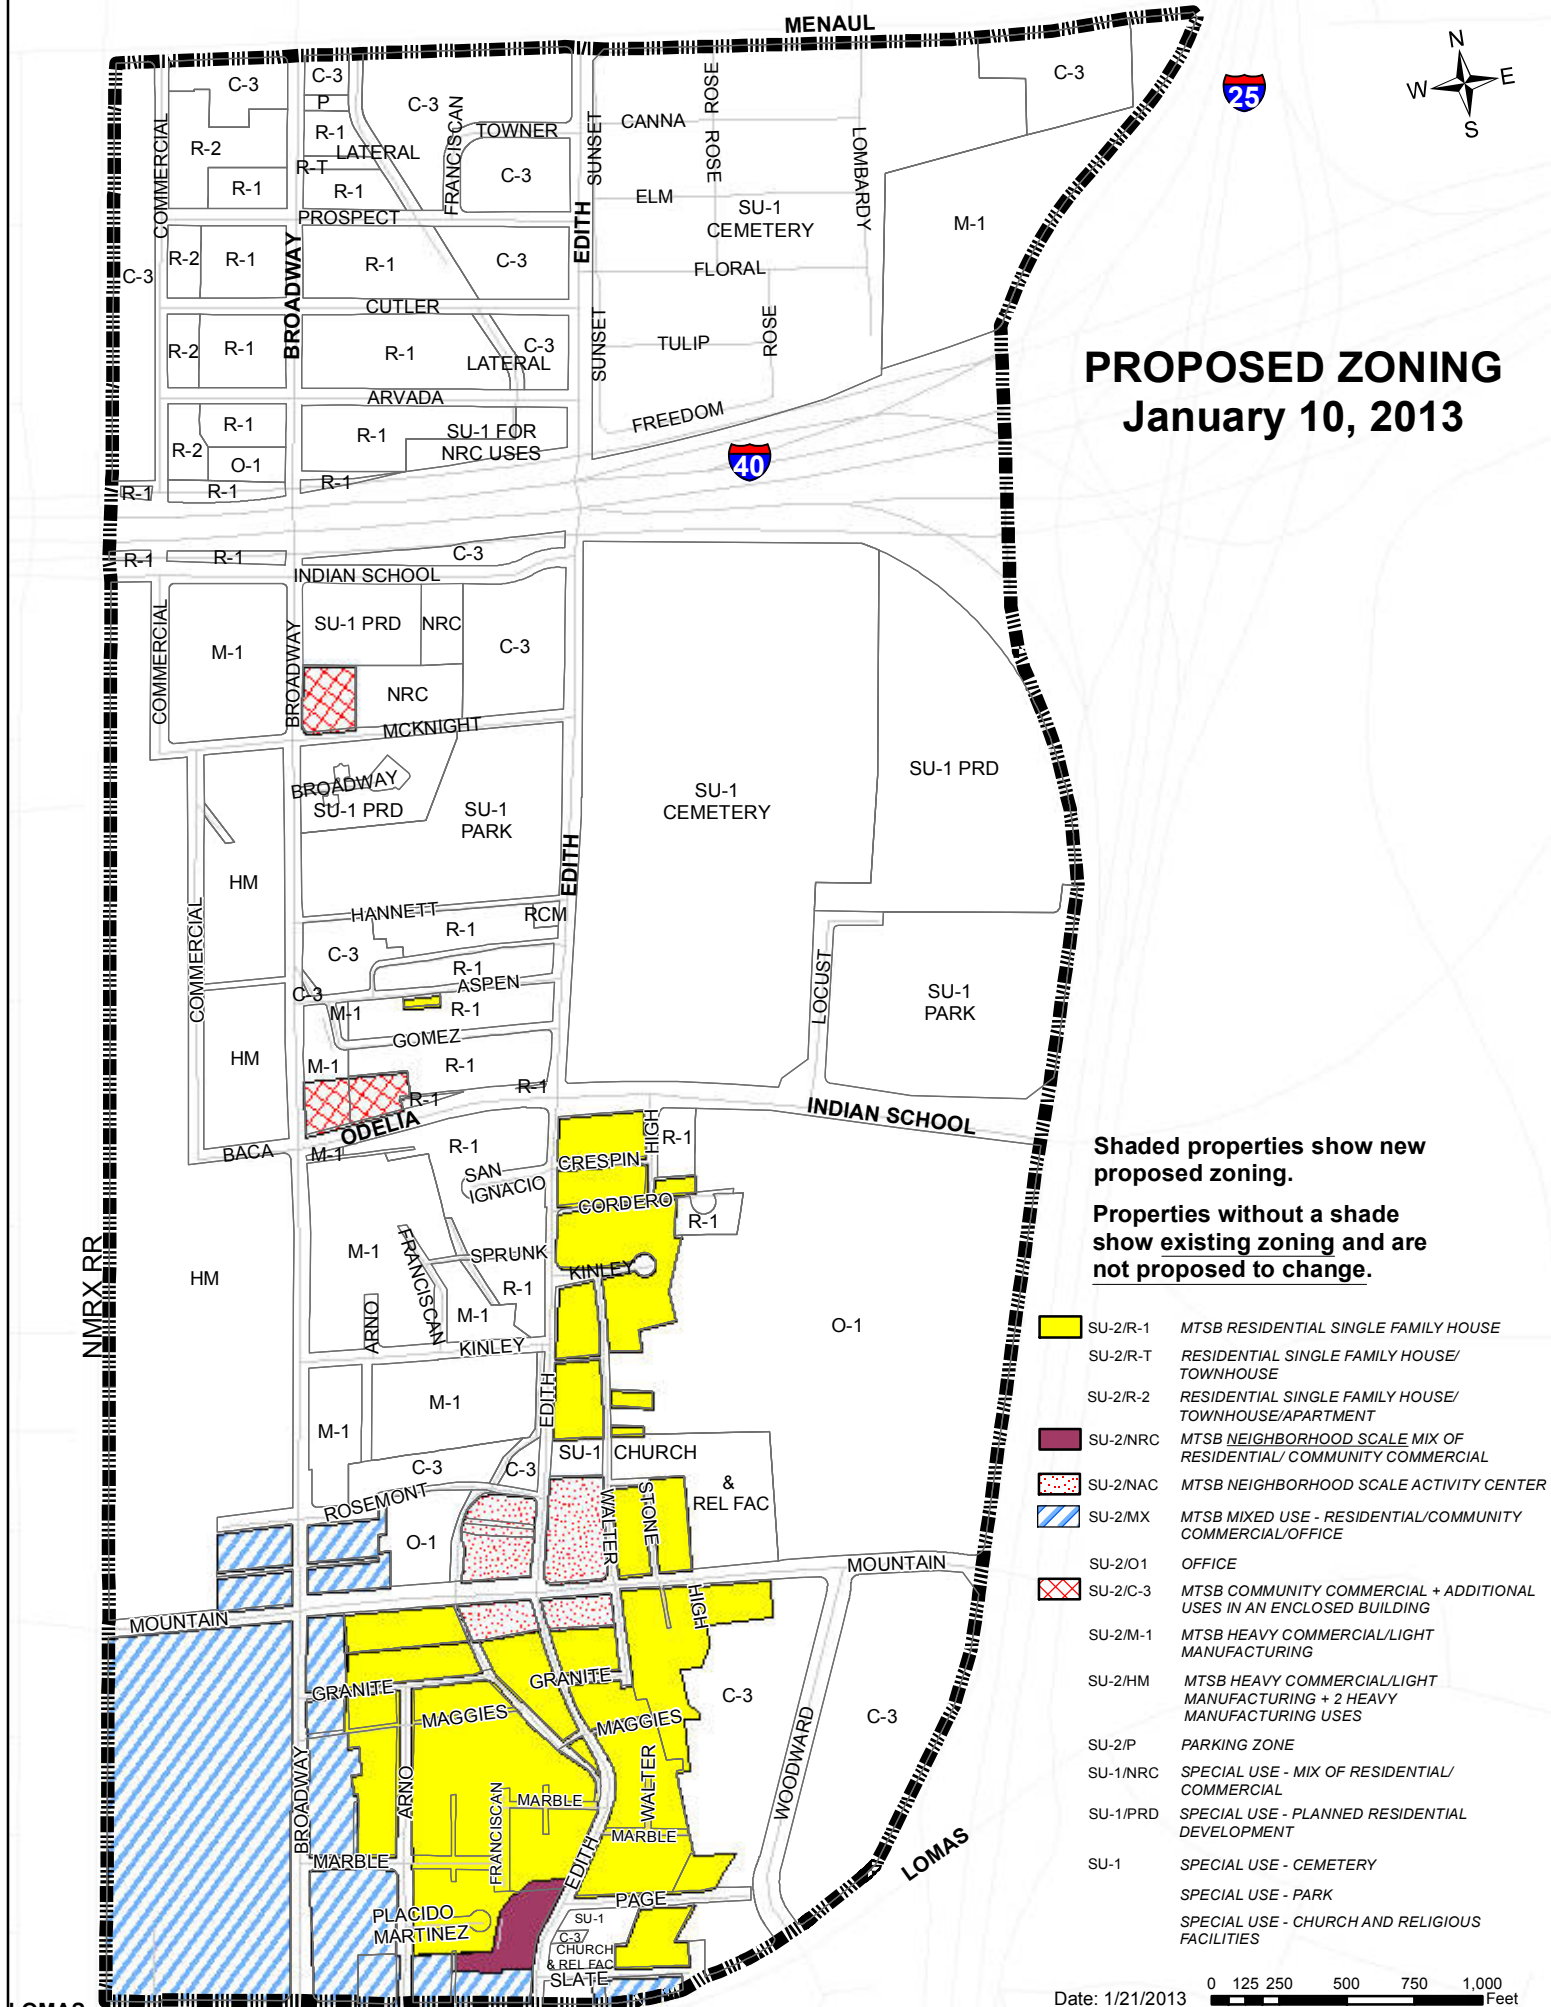 MENAUL
N
W E
S
25
C-3
C-3
C-3
C-3
P
R-1
R-2
LATERAL
R-T
R-1
R-1
COMMERCIAL
FRANCISCAN
TOWNER
C-3
SUNSET
CANNA
ROSE
ROSE
LOMBARDY
ELM
SU-1
CEMETERY
M-1
PROSPECT
BROADWAY
EDITH
C-3
R-2
R-1
R-1
C-3
FLORAL
CUTLER
R-2
R-1
R-1
C-3
LATERAL
SUNSET
TULIP
ROSE
ARVADA
FREEDOM
R-1
R-2
O-1
R-1
SU-1 FOR
NRC USES
R-1
R-1
R-1
40
PROPOSED ZONING
January 10, 2013
R-1
R-1
C-3
INDIAN SCHOOL
COMMERCIAL
M-1
BROADWAY
SU-1 PRD
NRC
C-3
NRC
MCKNIGHT
BROADWAY
SU-1 PRD
SU-1
PARK
SU-1
CEMETERY
SU-1 PRD
HM
COMMERCIAL
EDITH
HANNETT
RCM
R-1
C-3
R-1
ASPEN
C-3
M-1
R-1
GOMEZ
HM
M-1
R-1
R-1
R-1
LOCUST
SU-1
PARK
ODELIA
INDIAN SCHOOL
BACA
M-1
R-1
SAN
IGNACIO
CRESPIN
HIGH
R-1
CORDERO
R-1
NMRX RR
HM
M-1
FRANCISCAN
SPRUNK
R-1
M-1
ARNO
KINLEY
KINLEY
O-1
EDITH
M-1
M-1
C-3
C-3
SU-1
CHURCH
&
REL FAC
ROSEMONT
O-1
WALTER
STONE
MOUNTAIN
MOUNTAIN
HIGH
GRANITE
GRANITE
MAGGIES
MAGGIES
C-3
C-3
WOODWARD
BROADWAY
ARNO
FRANCISCAN
MARBLE
WALTER
MARBLE
MARBLE
EDITH
LOMAS
PLACIDO
MARTINEZ
PAGE
SU-1
C-3
CHURCH
& REL FAC
SLATE
Shaded properties show new
proposed zoning.
Properties without a shade
show existing zoning and are
not proposed to change.
SU-2/R-1 MTSB RESIDENTIAL SINGLE FAMILY HOUSE
SU-2/R-T RESIDENTIAL SINGLE FAMILY HOUSE/
TOWNHOUSE
SU-2/R-2 RESIDENTIAL SINGLE FAMILY HOUSE/
TOWNHOUSE/APARTMENT
SU-2/NRC MTSB NEIGHBORHOOD SCALE MIX OF
RESIDENTIAL/ COMMUNITY COMMERCIAL
SU-2/NAC MTSB NEIGHBORHOOD SCALE ACTIVITY CENTER
SU-2/MX MTSB MIXED USE - RESIDENTIAL/COMMUNITY
COMMERCIAL/OFFICE
SU-2/O1 OFFICE
SU-2/C-3 MTSB COMMUNITY COMMERCIAL + ADDITIONAL
USES IN AN ENCLOSED BUILDING
SU-2/M-1 MTSB HEAVY COMMERCIAL/LIGHT
MANUFACTURING
SU-2/HM MTSB HEAVY COMMERCIAL/LIGHT
MANUFACTURING + 2 HEAVY
MANUFACTURING USES
SU-2/P PARKING ZONE
SU-1/NRC SPECIAL USE - MIX OF RESIDENTIAL/
COMMERCIAL
SU-1/PRD SPECIAL USE - PLANNED RESIDENTIAL
DEVELOPMENT
SU-1 SPECIAL USE - CEMETERY
SPECIAL USE - PARK
SPECIAL USE - CHURCH AND RELIGIOUS
FACILITIES
0 125 250 500 750 1,000
Feet
Date: 1/21/2013
LOMAS